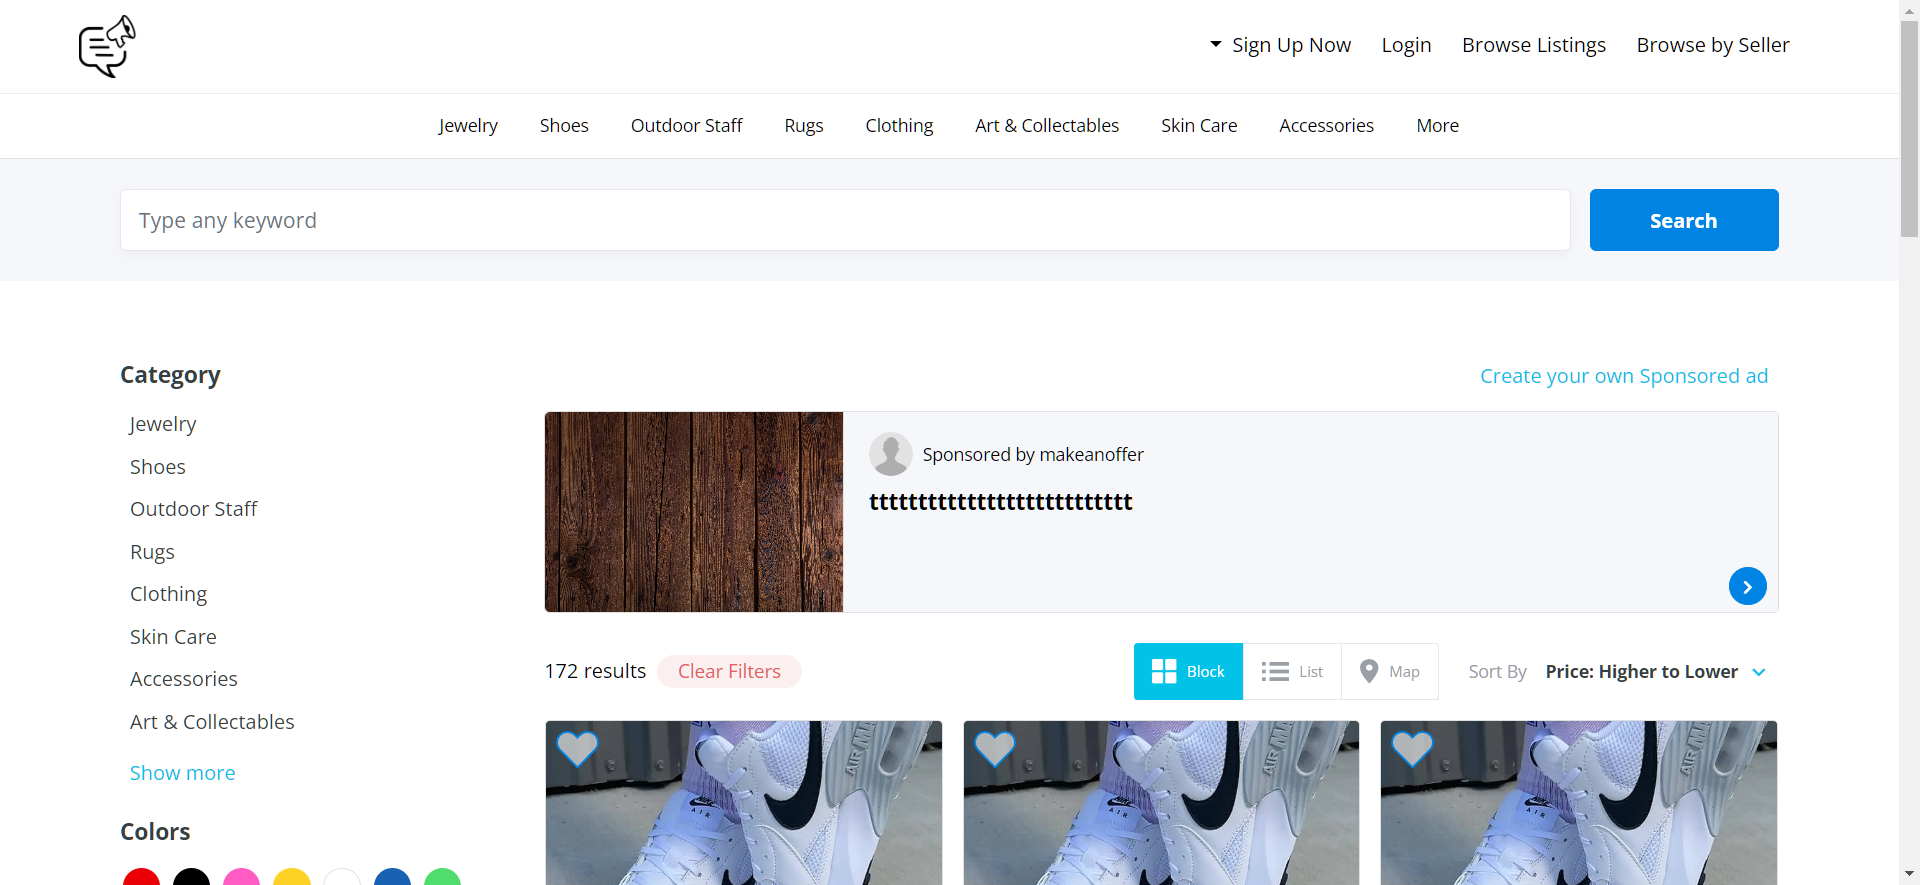 Sign Up Now Login Browse Listings Browse by Seller
Jewelry Shoes Outdoor Staff Rugs Clothing Art & Collectables Skin Care Accessories More
Type any keyword Search
Category
Jewelry
Shoes
Outdoor Staff
Rugs
Clothing
Skin Care
Accessories
Art & Collectables
Show more
Colors
Create your own Sponsored ad
Sponsored by makeanoffer
ttttttttttttttttttttttttttt
172 results Clear Filters Block List Map Sort By Price: Higher to Lower